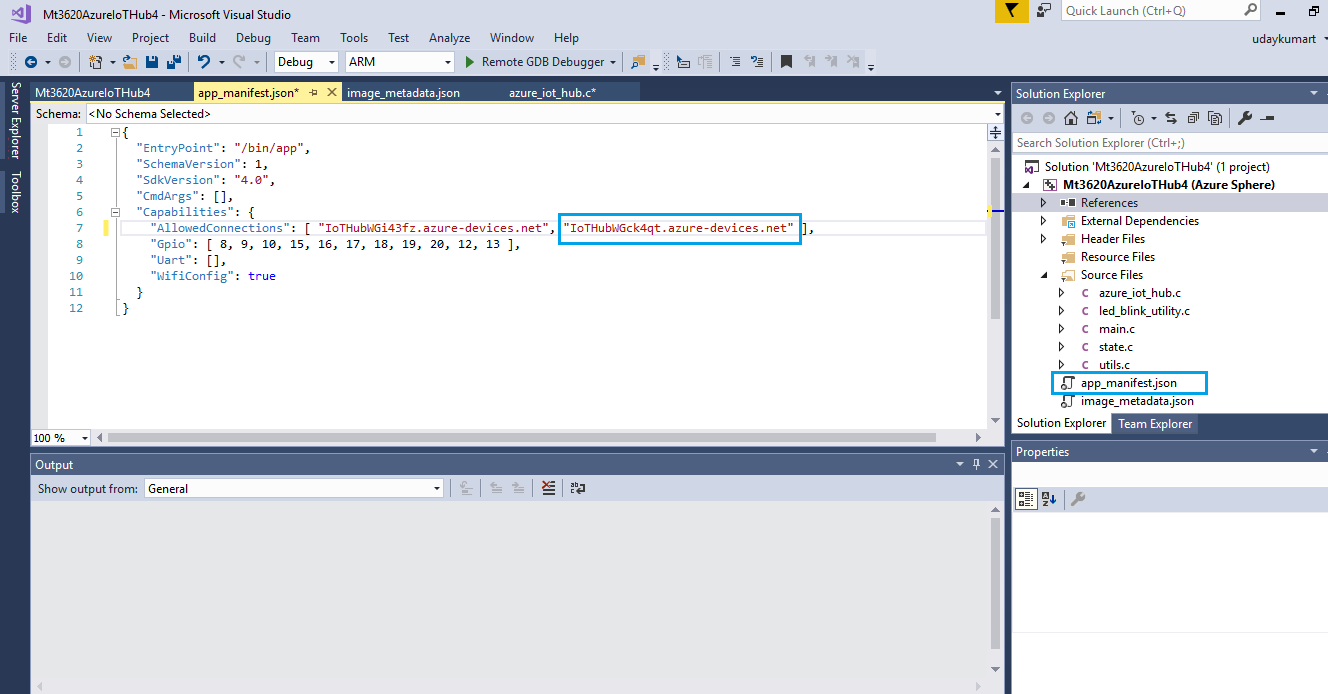 Mt3620AzureIoTHub4 - Microsoft Visual Studio
Quick Launch (Ctrl+Q)
File Edit View Project Build Debug Team Tools Test Analyze Window Help
udaykumart
Debug ARM Remote GDB Debugger
Server Explorer
Toolbox
Mt3620AzureIoTHub4 app_manifest.json* image_metadata.json azure_iot_hub.c*
Schema: <No Schema Selected>
1 {
2 "EntryPoint": "/bin/app",
3 "SchemaVersion": 1,
4 "SdkVersion": "4.0",
5 "CmdArgs": [],
6 "Capabilities": {
7 "AllowedConnections": [ "IoTHubWGi43fz.azure-devices.net", "IoTHubWGck4qt.azure-devices.net" ],
8 "Gpio": [ 8, 9, 10, 15, 16, 17, 18, 19, 20, 12, 13 ],
9 "Uart": [],
10 "WifiConfig": true
11 }
12 }
100 %
Output
Show output from: General
Solution Explorer
Search Solution Explorer (Ctrl+;)
Solution 'Mt3620AzureIoTHub4' (1 project)
Mt3620AzureIoTHub4 (Azure Sphere)
References
External Dependencies
Header Files
Resource Files
Source Files
C azure_iot_hub.c
C led_blink_utility.c
C main.c
C state.c
C utils.c
app_manifest.json
image_metadata.json
Solution Explorer Team Explorer
Properties